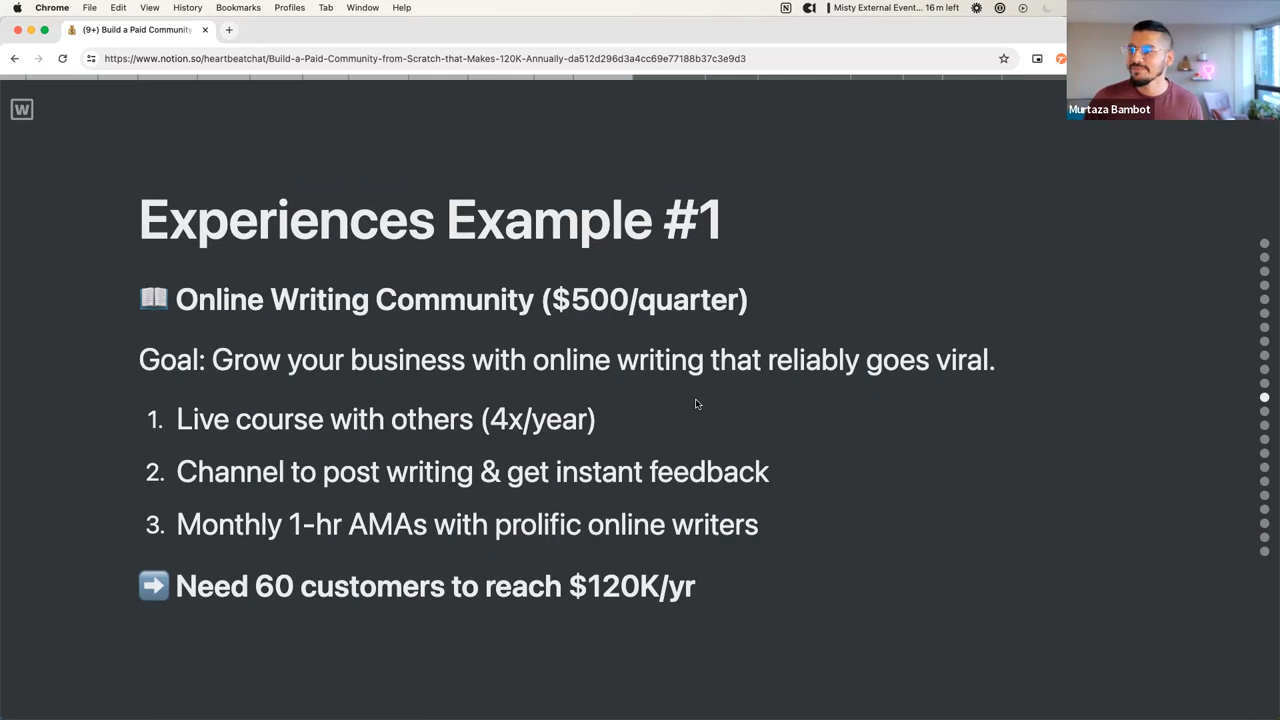 Chrome File Edit View History Bookmarks Profiles Tab Window Help Misty External Event... 16 m left
(9+) Build a Paid Community
https://www.notion.so/heartbeatchat/Build-a-Paid-Community-from-Scratch-that-Makes-120K-Annually-da512d296d3a4cc69e77188b37c3e9d3
W
Murtaza Bambot
Experiences Example #1
📖 Online Writing Community ($500/quarter)
Goal: Grow your business with online writing that reliably goes viral.
1. Live course with others (4x/year)
2. Channel to post writing & get instant feedback
3. Monthly 1-hr AMAs with prolific online writers
➡️ Need 60 customers to reach $120K/yr